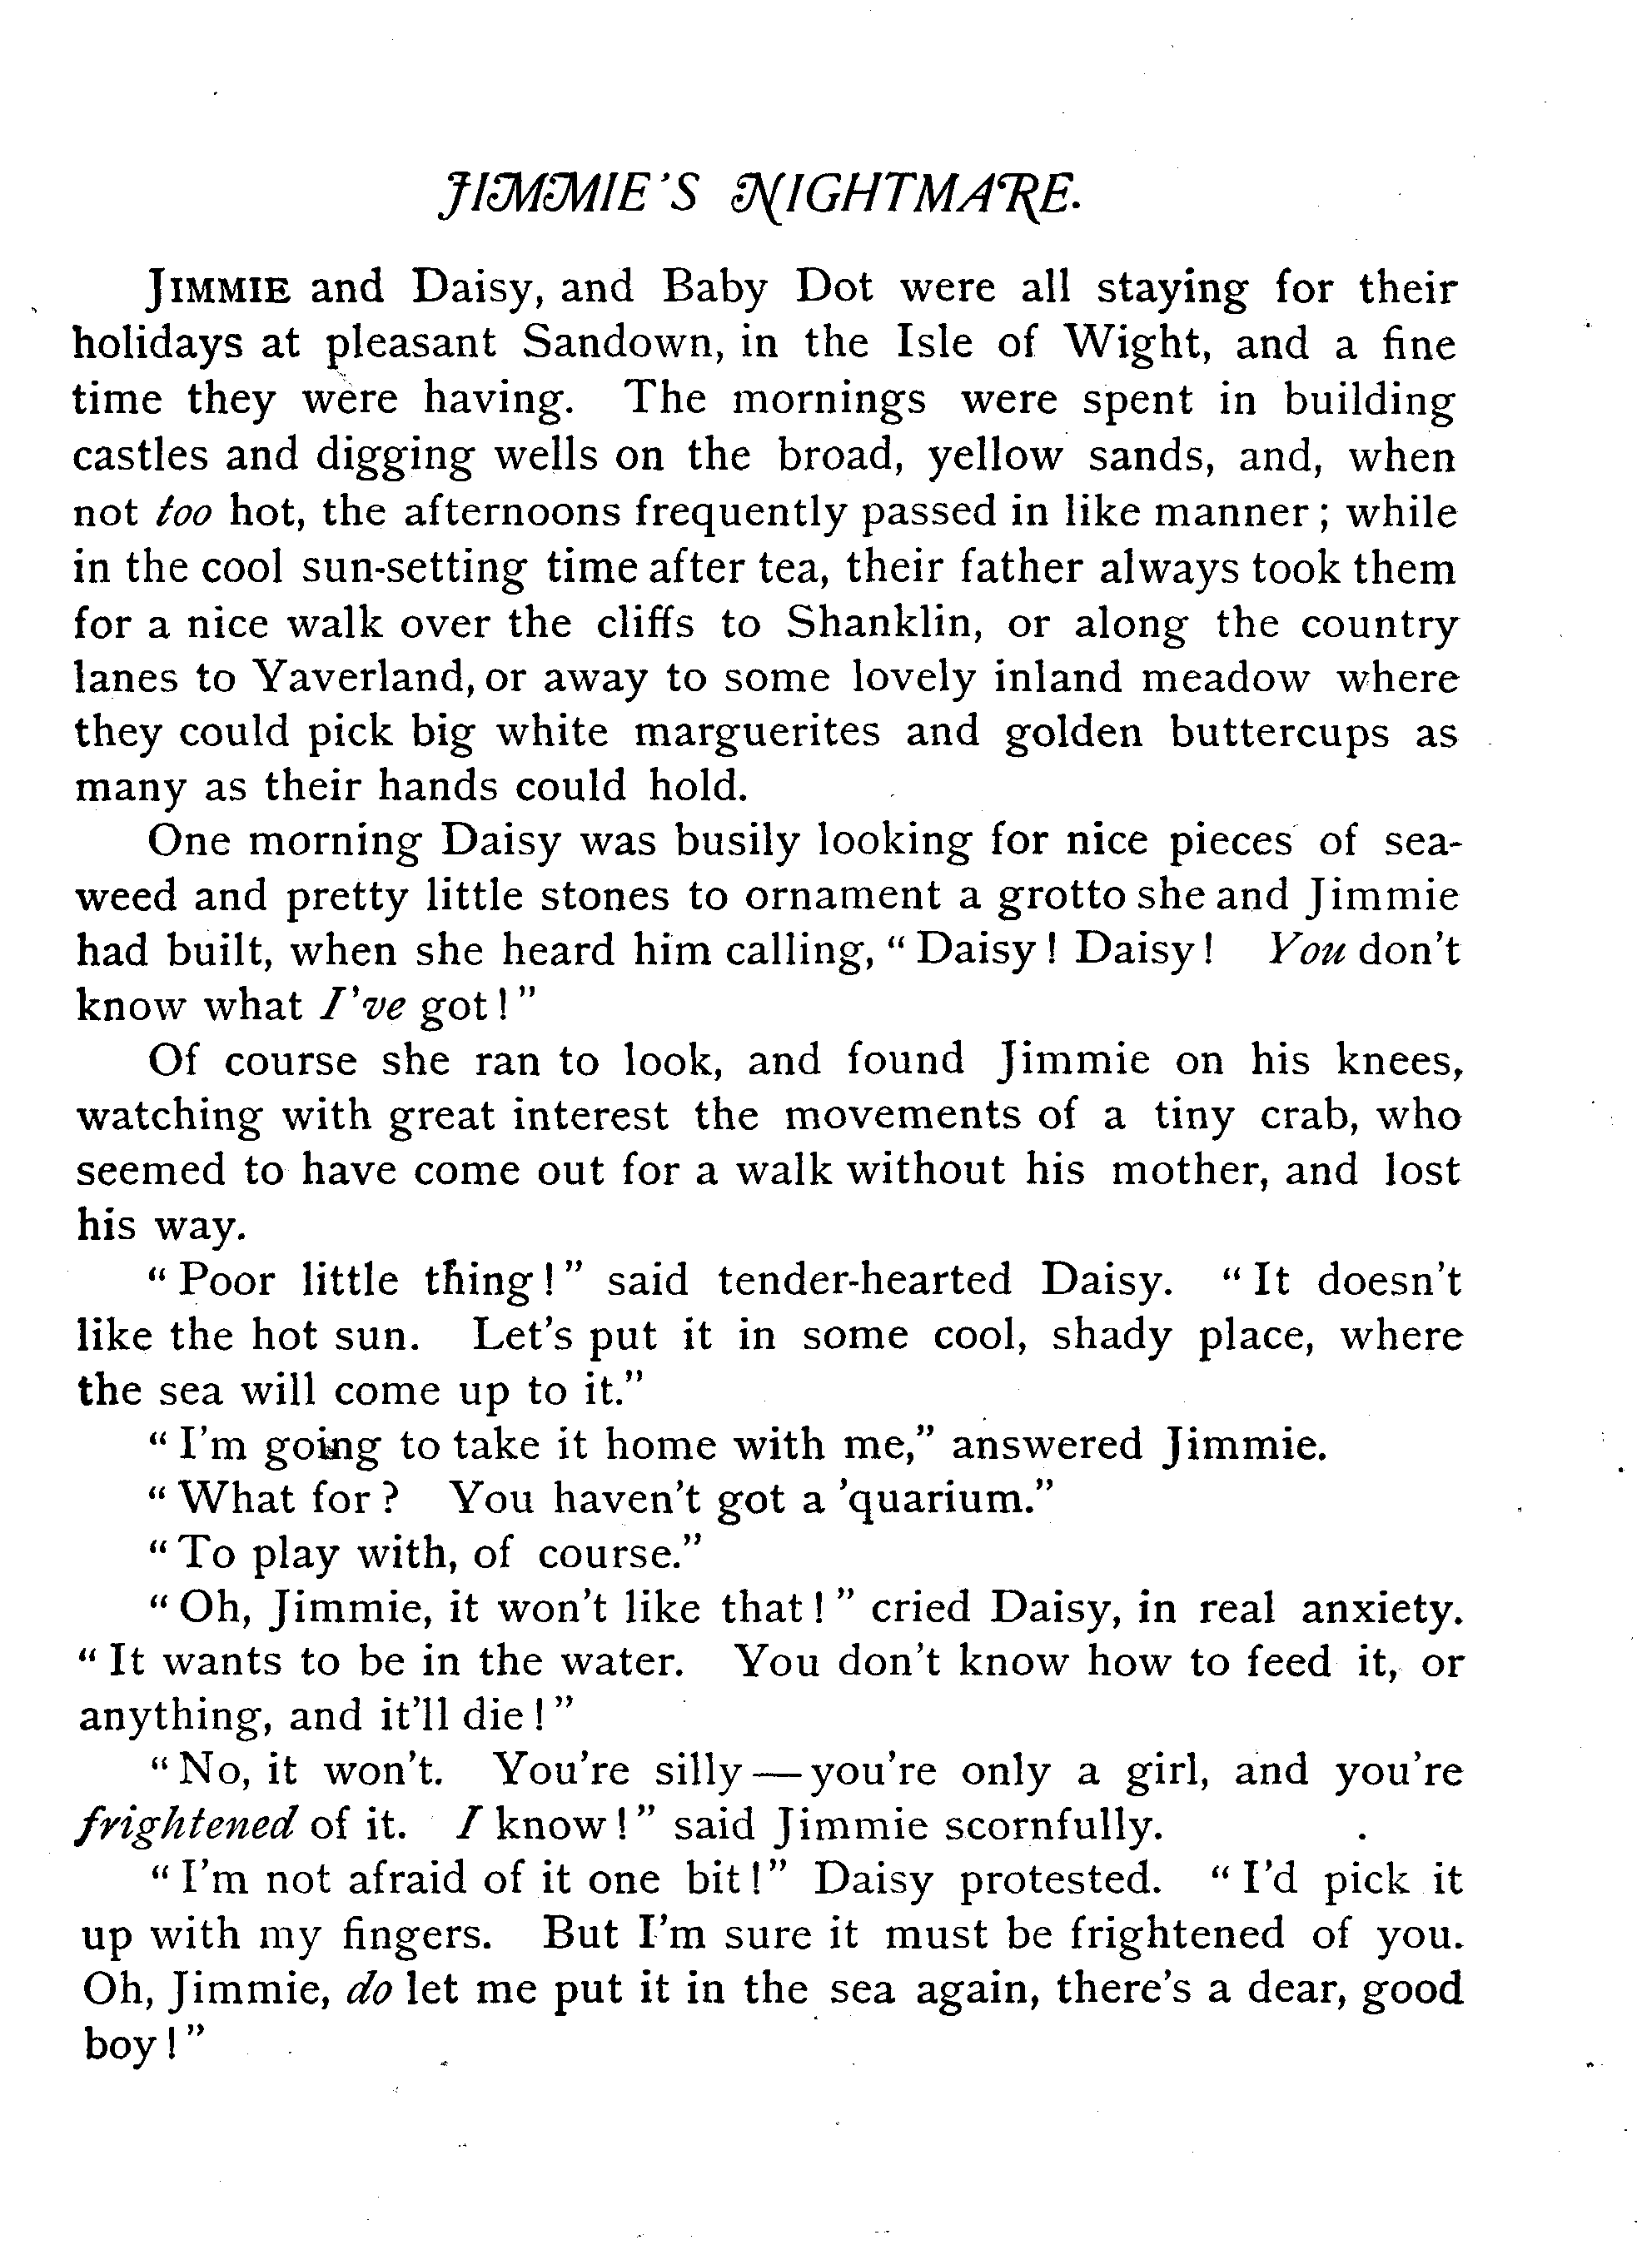 JIMMIE'S NIGHTMARE.
JIMMIE and Daisy, and Baby Dot were all staying for their
holidays at pleasant Sandown, in the Isle of Wight, and a fine
time they were having. The mornings were spent in building
castles and digging wells on the broad, yellow sands, and, when
not too hot, the afternoons frequently passed in like manner; while
in the cool sun-setting time after tea, their father always took them
for a nice walk over the cliffs to Shanklin, or along the country
lanes to Yaverland, or away to some lovely inland meadow where
they could pick big white marguerites and golden buttercups as
many as their hands could hold.
One morning Daisy was busily looking for nice pieces of sea-
weed and pretty little stones to ornament a grotto she and Jimmie
had built, when she heard him calling, "Daisy! Daisy! You don't
know what I've got!"
Of course she ran to look, and found Jimmie on his knees,
watching with great interest the movements of a tiny crab, who
seemed to have come out for a walk without his mother, and lost
his way.
"Poor little thing!" said tender-hearted Daisy. "It doesn't
like the hot sun. Let's put it in some cool, shady place, where
the sea will come up to it."
"I'm going to take it home with me," answered Jimmie.
"What for? You haven't got a 'quarium."
"To play with, of course."
"Oh, Jimmie, it won't like that!" cried Daisy, in real anxiety.
"It wants to be in the water. You don't know how to feed it, or
anything, and it'll die!"
"No, it won't. You're silly—you're only a girl, and you're
frightened of it. I know!" said Jimmie scornfully.
"I'm not afraid of it one bit!" Daisy protested. "I'd pick it
up with my fingers. But I'm sure it must be frightened of you.
Oh, Jimmie, do let me put it in the sea again, there's a dear, good
boy!"